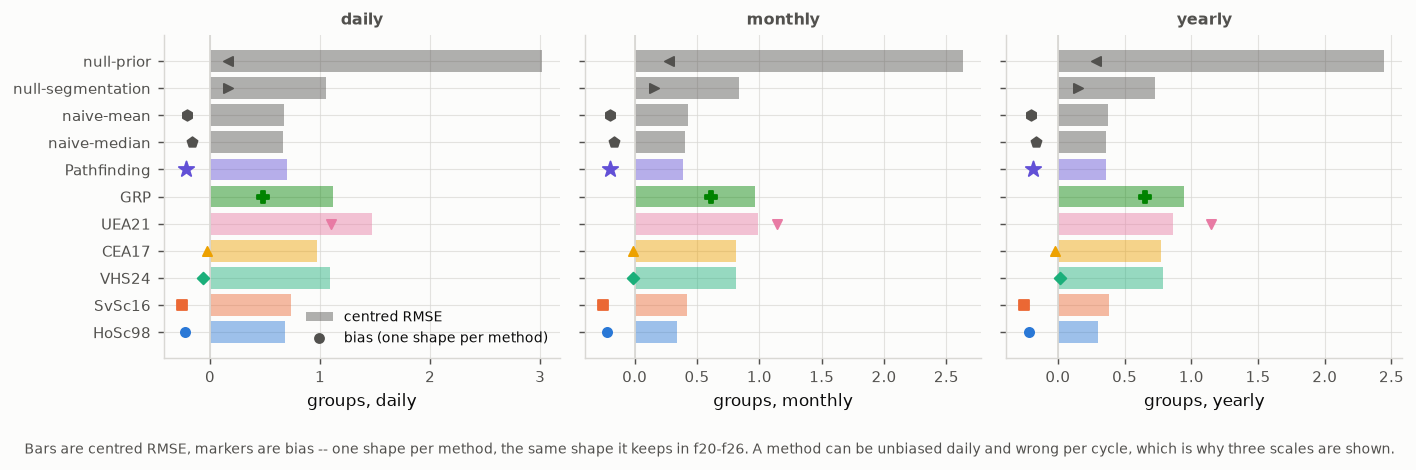 daily
monthly
yearly
null-prior
null-segmentation
naive-mean
naive-median
Pathfinding
GRP
UEA21
CEA17
VHS24
SvSc16
HoSc98
centred RMSE
bias (one shape per method)
0 1 2 3
0.0 0.5 1.0 1.5 2.0 2.5
0.0 0.5 1.0 1.5 2.0 2.5
groups, daily
groups, monthly
groups, yearly
Bars are centred RMSE, markers are bias -- one shape per method, the same shape it keeps in f20-f26. A method can be unbiased daily and wrong per cycle, which is why three scales are shown.